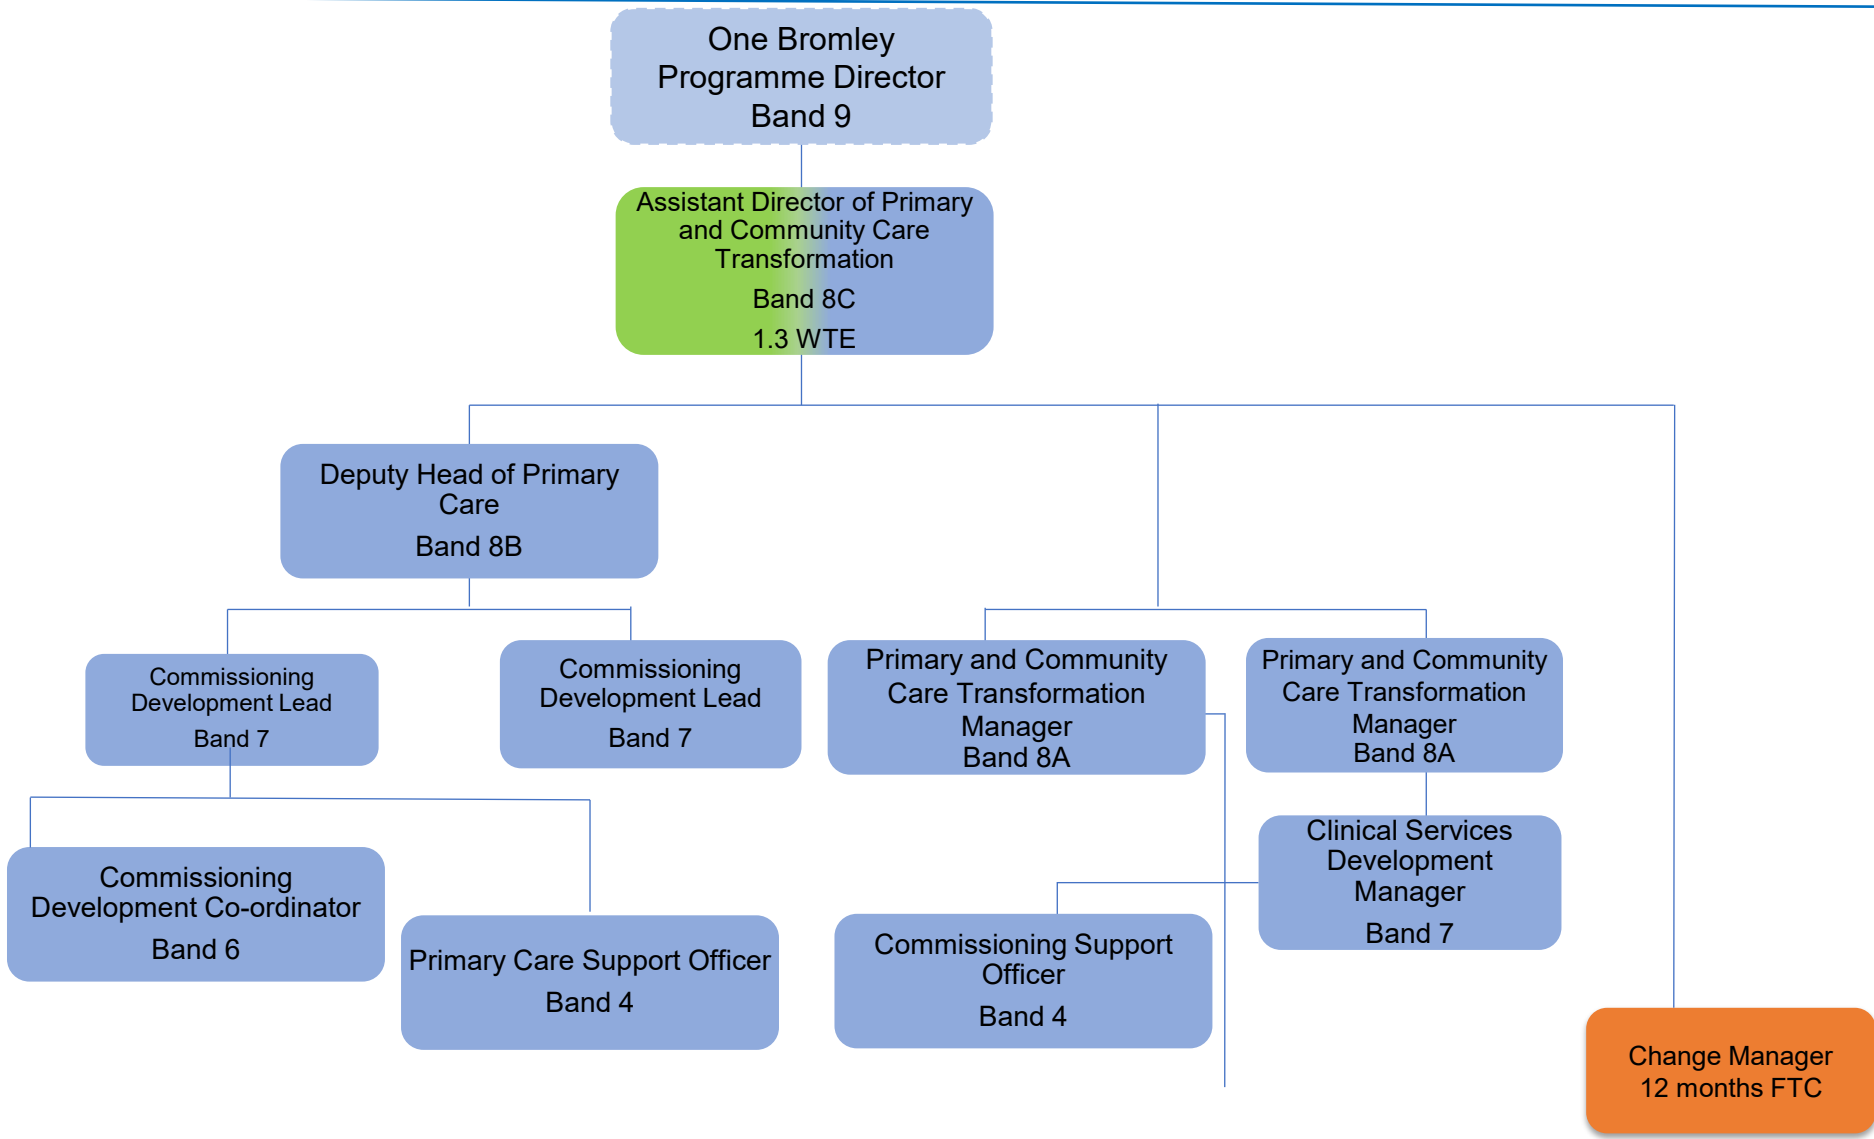 One Bromley
Programme Director
Band 9
Assistant Director of Primary
and Community Care
Transformation
Band 8C
1.3 WTE
Deputy Head of Primary
Care
Band 8B
Commissioning
Development Lead
Band 7
Commissioning
Development Lead
Band 7
Primary and Community
Care Transformation
Manager
Band 8A
Primary and Community
Care Transformation
Manager
Band 8A
Commissioning
Development Co-ordinator
Band 6
Primary Care Support Officer
Band 4
Commissioning Support
Officer
Band 4
Clinical Services
Development
Manager
Band 7
Change Manager
12 months FTC